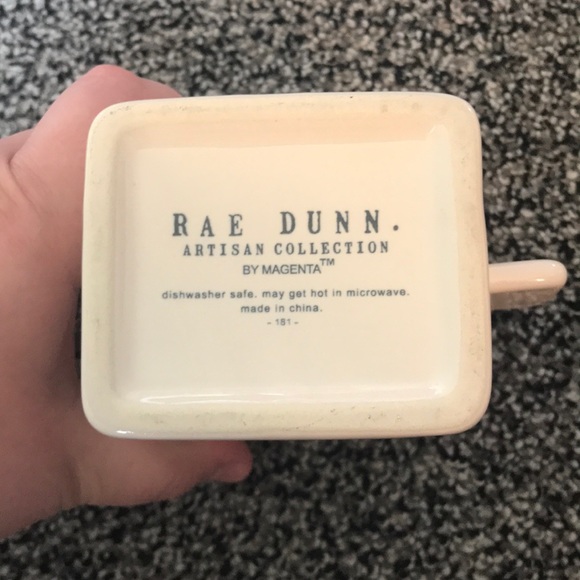 RAE DUNN.
ARTISAN COLLECTION
BY MAGENTA™
dishwasher safe. may get hot in microwave.
made in china.
- 181 -